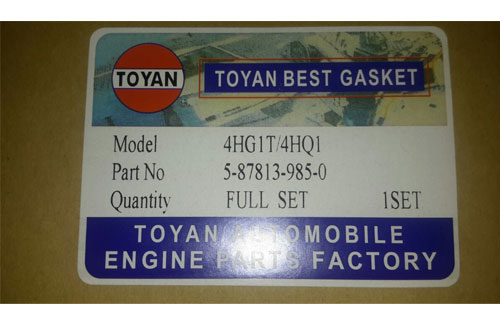 TOYAN
TOYAN BEST GASKET
Model 4HG1T/4HQ1
Part No 5-87813-985-0
Quantity FULL SET 1SET
TOYAN AUTOMOBILE
ENGINE PARTS FACTORY